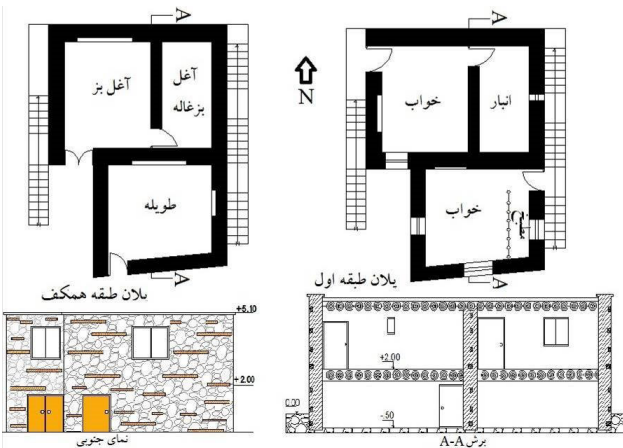 A
A
آغل بز
آغل
بزغاله
طویله
A
پلان طبقه همکف
N
خواب
انبار
خواب
A
پلان طبقه اول
+5.10
+2.00
نمای جنوبی
+2.00
0.00
-.50
برش A-A